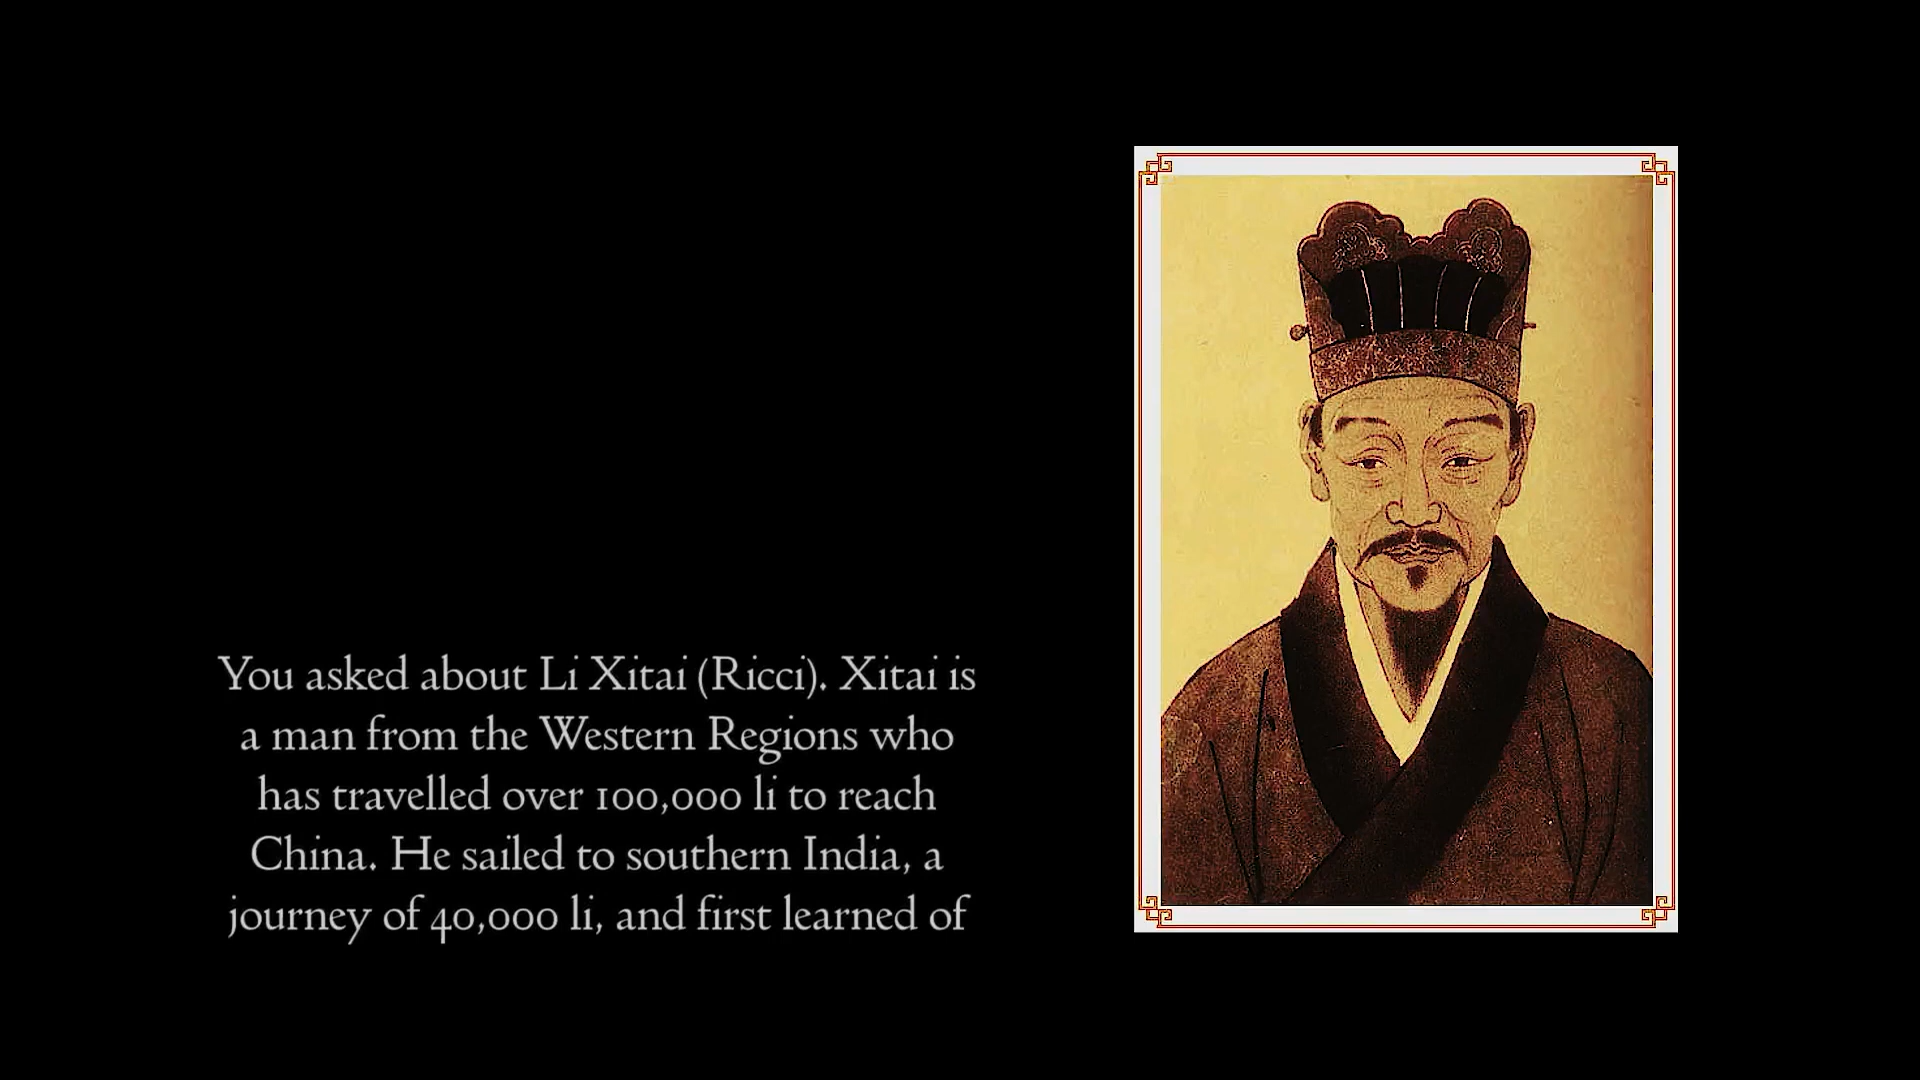 You asked about Li Xitai (Ricci). Xitai is
a man from the Western Regions who
has travelled over 100,000 li to reach
China. He sailed to southern India, a
journey of 40,000 li, and first learned of